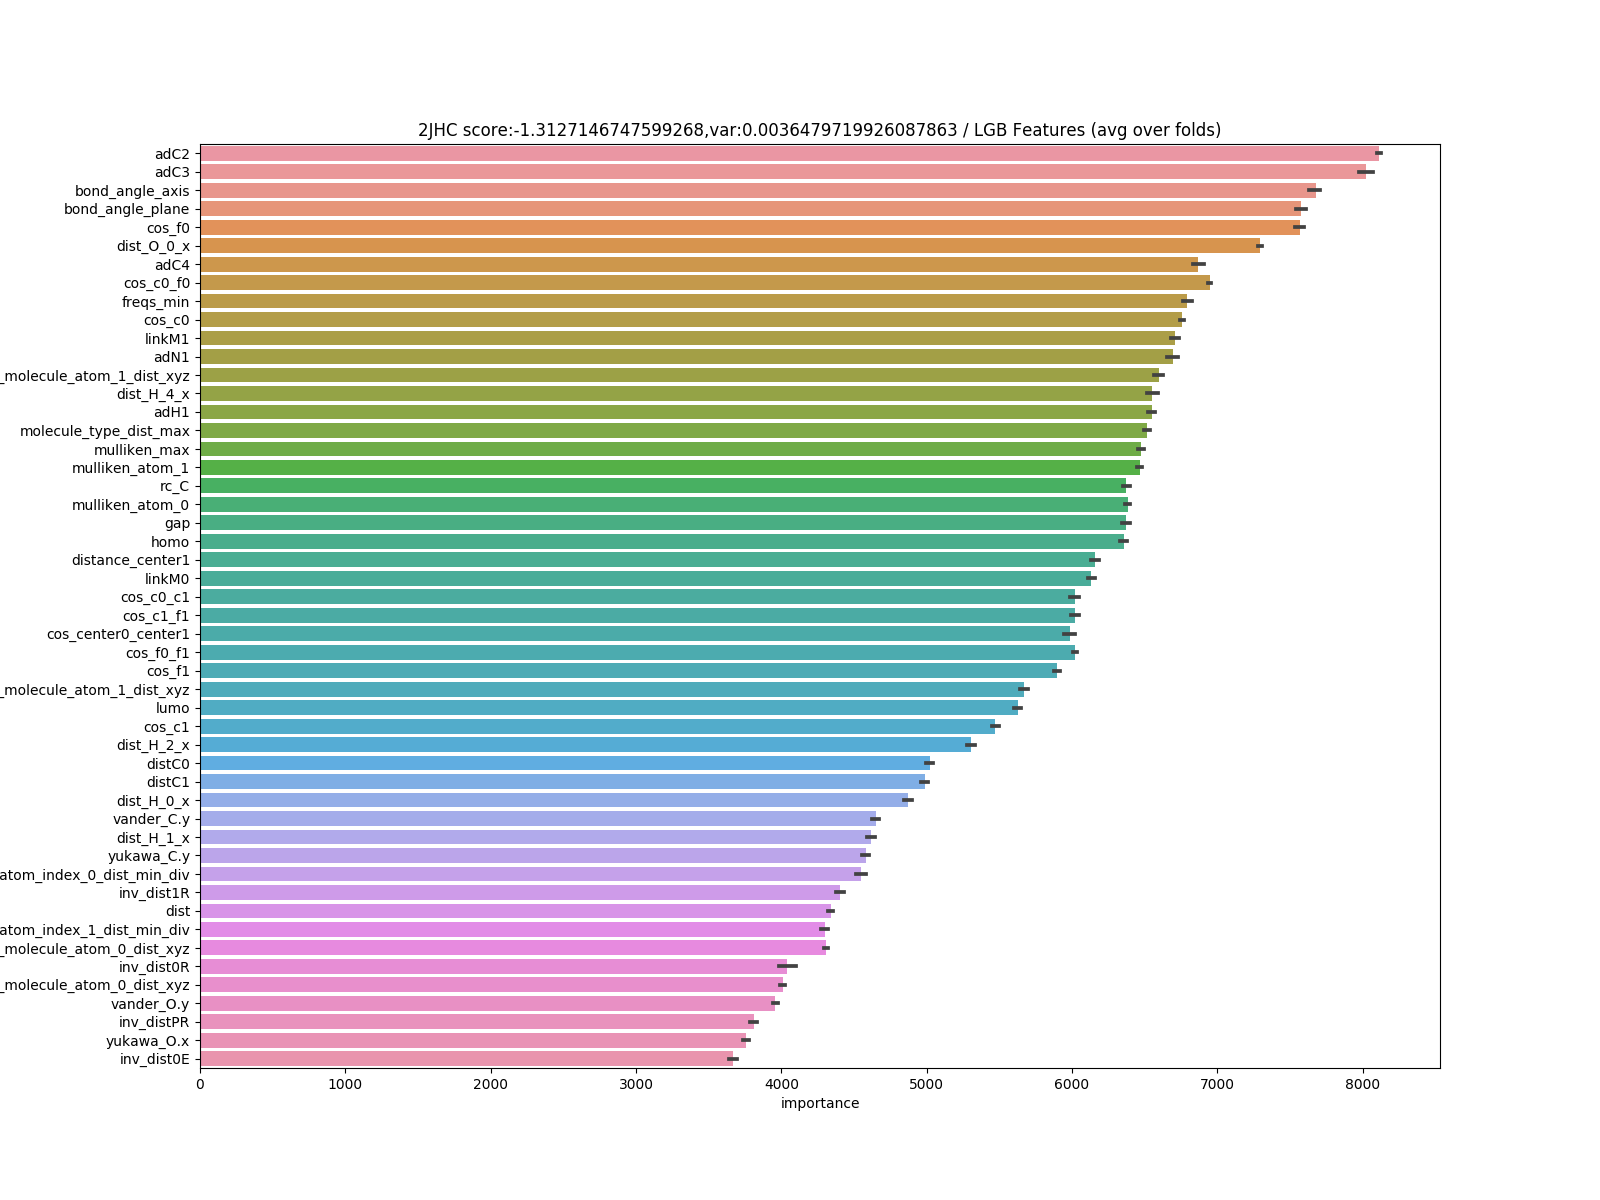 2JHC score:-1.3127146747599268,var:0.0036479719926087863 / LGB Features (avg over folds)
adC2
adC3
bond_angle_axis
bond_angle_plane
cos_f0
dist_O_0_x
adC4
cos_c0_f0
freqs_min
cos_c0
linkM1
adN1
_molecule_atom_1_dist_xyz
dist_H_4_x
adH1
molecule_type_dist_max
mulliken_max
mulliken_atom_1
rc_C
mulliken_atom_0
gap
homo
distance_center1
linkM0
cos_c0_c1
cos_c1_f1
cos_center0_center1
cos_f0_f1
cos_f1
_molecule_atom_1_dist_xyz
lumo
cos_c1
dist_H_2_x
distC0
distC1
dist_H_0_x
vander_C.y
dist_H_1_x
yukawa_C.y
atom_index_0_dist_min_div
inv_dist1R
dist
atom_index_1_dist_min_div
_molecule_atom_0_dist_xyz
inv_dist0R
_molecule_atom_0_dist_xyz
vander_O.y
inv_distPR
yukawa_O.x
inv_dist0E
0 1000 2000 3000 4000 5000 6000 7000 8000
importance